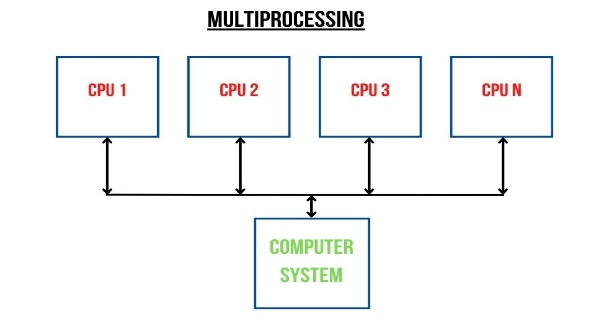 MULTIPROCESSING
CPU 1
CPU 2
CPU 3
CPU N
COMPUTER
SYSTEM